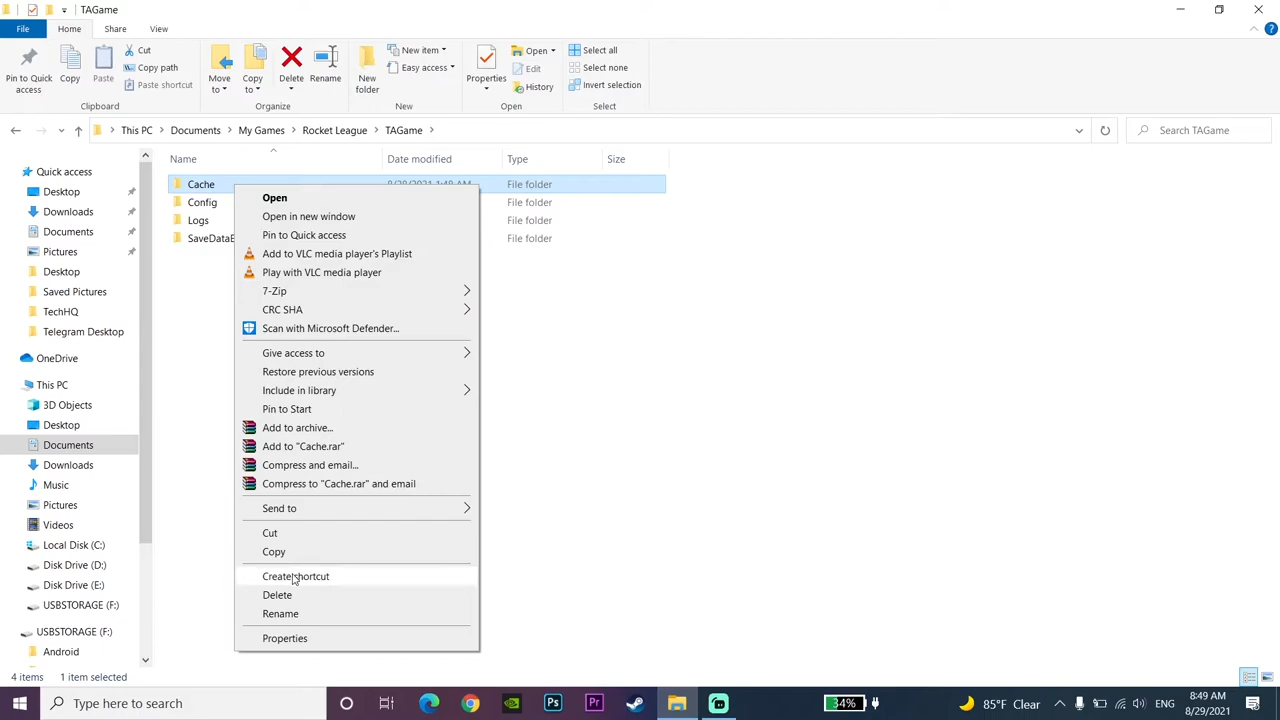 TAGame
File
Home
Share
View
Pin to Quick access
Copy
Paste
Cut
Copy path
Paste shortcut
Clipboard
Move to
Copy to
Delete
Rename
Organize
New folder
New item
Easy access
New
Properties
Open
Edit
History
Open
Select all
Select none
Invert selection
Select
This PC
Documents
My Games
Rocket League
TAGame
Search TAGame
Name
Date modified
Type
Size
Cache
8/28/2021 1:48 AM
File folder
Config
File folder
Logs
File folder
SaveDataE
File folder
Quick access
Desktop
Downloads
Documents
Pictures
Desktop
Saved Pictures
TechHQ
Telegram Desktop
OneDrive
This PC
3D Objects
Desktop
Documents
Downloads
Music
Pictures
Videos
Local Disk (C:)
Disk Drive (D:)
Disk Drive (E:)
USBSTORAGE (F:)
USBSTORAGE (F:)
Android
Open
Open in new window
Pin to Quick access
Add to VLC media player's Playlist
Play with VLC media player
7-Zip
CRC SHA
Scan with Microsoft Defender...
Give access to
Restore previous versions
Include in library
Pin to Start
Add to archive...
Add to "Cache.rar"
Compress and email...
Compress to "Cache.rar" and email
Send to
Cut
Copy
Create shortcut
Delete
Rename
Properties
4 items
1 item selected
Type here to search
Ps
Pr
34%
85°F Clear
ENG
8:49 AM
8/29/2021